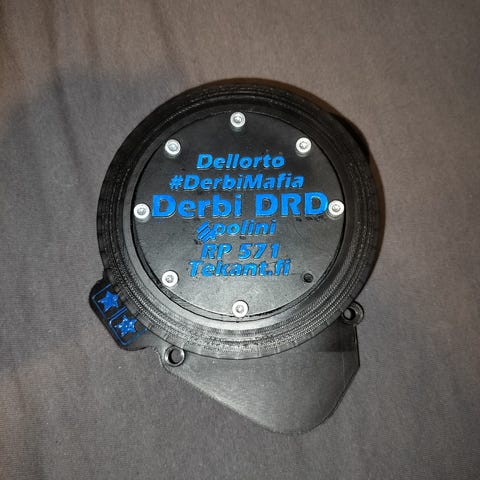 Dellorto
#DerbiMafia
Derbi DRD
polini
RP 571
Tekant.fi